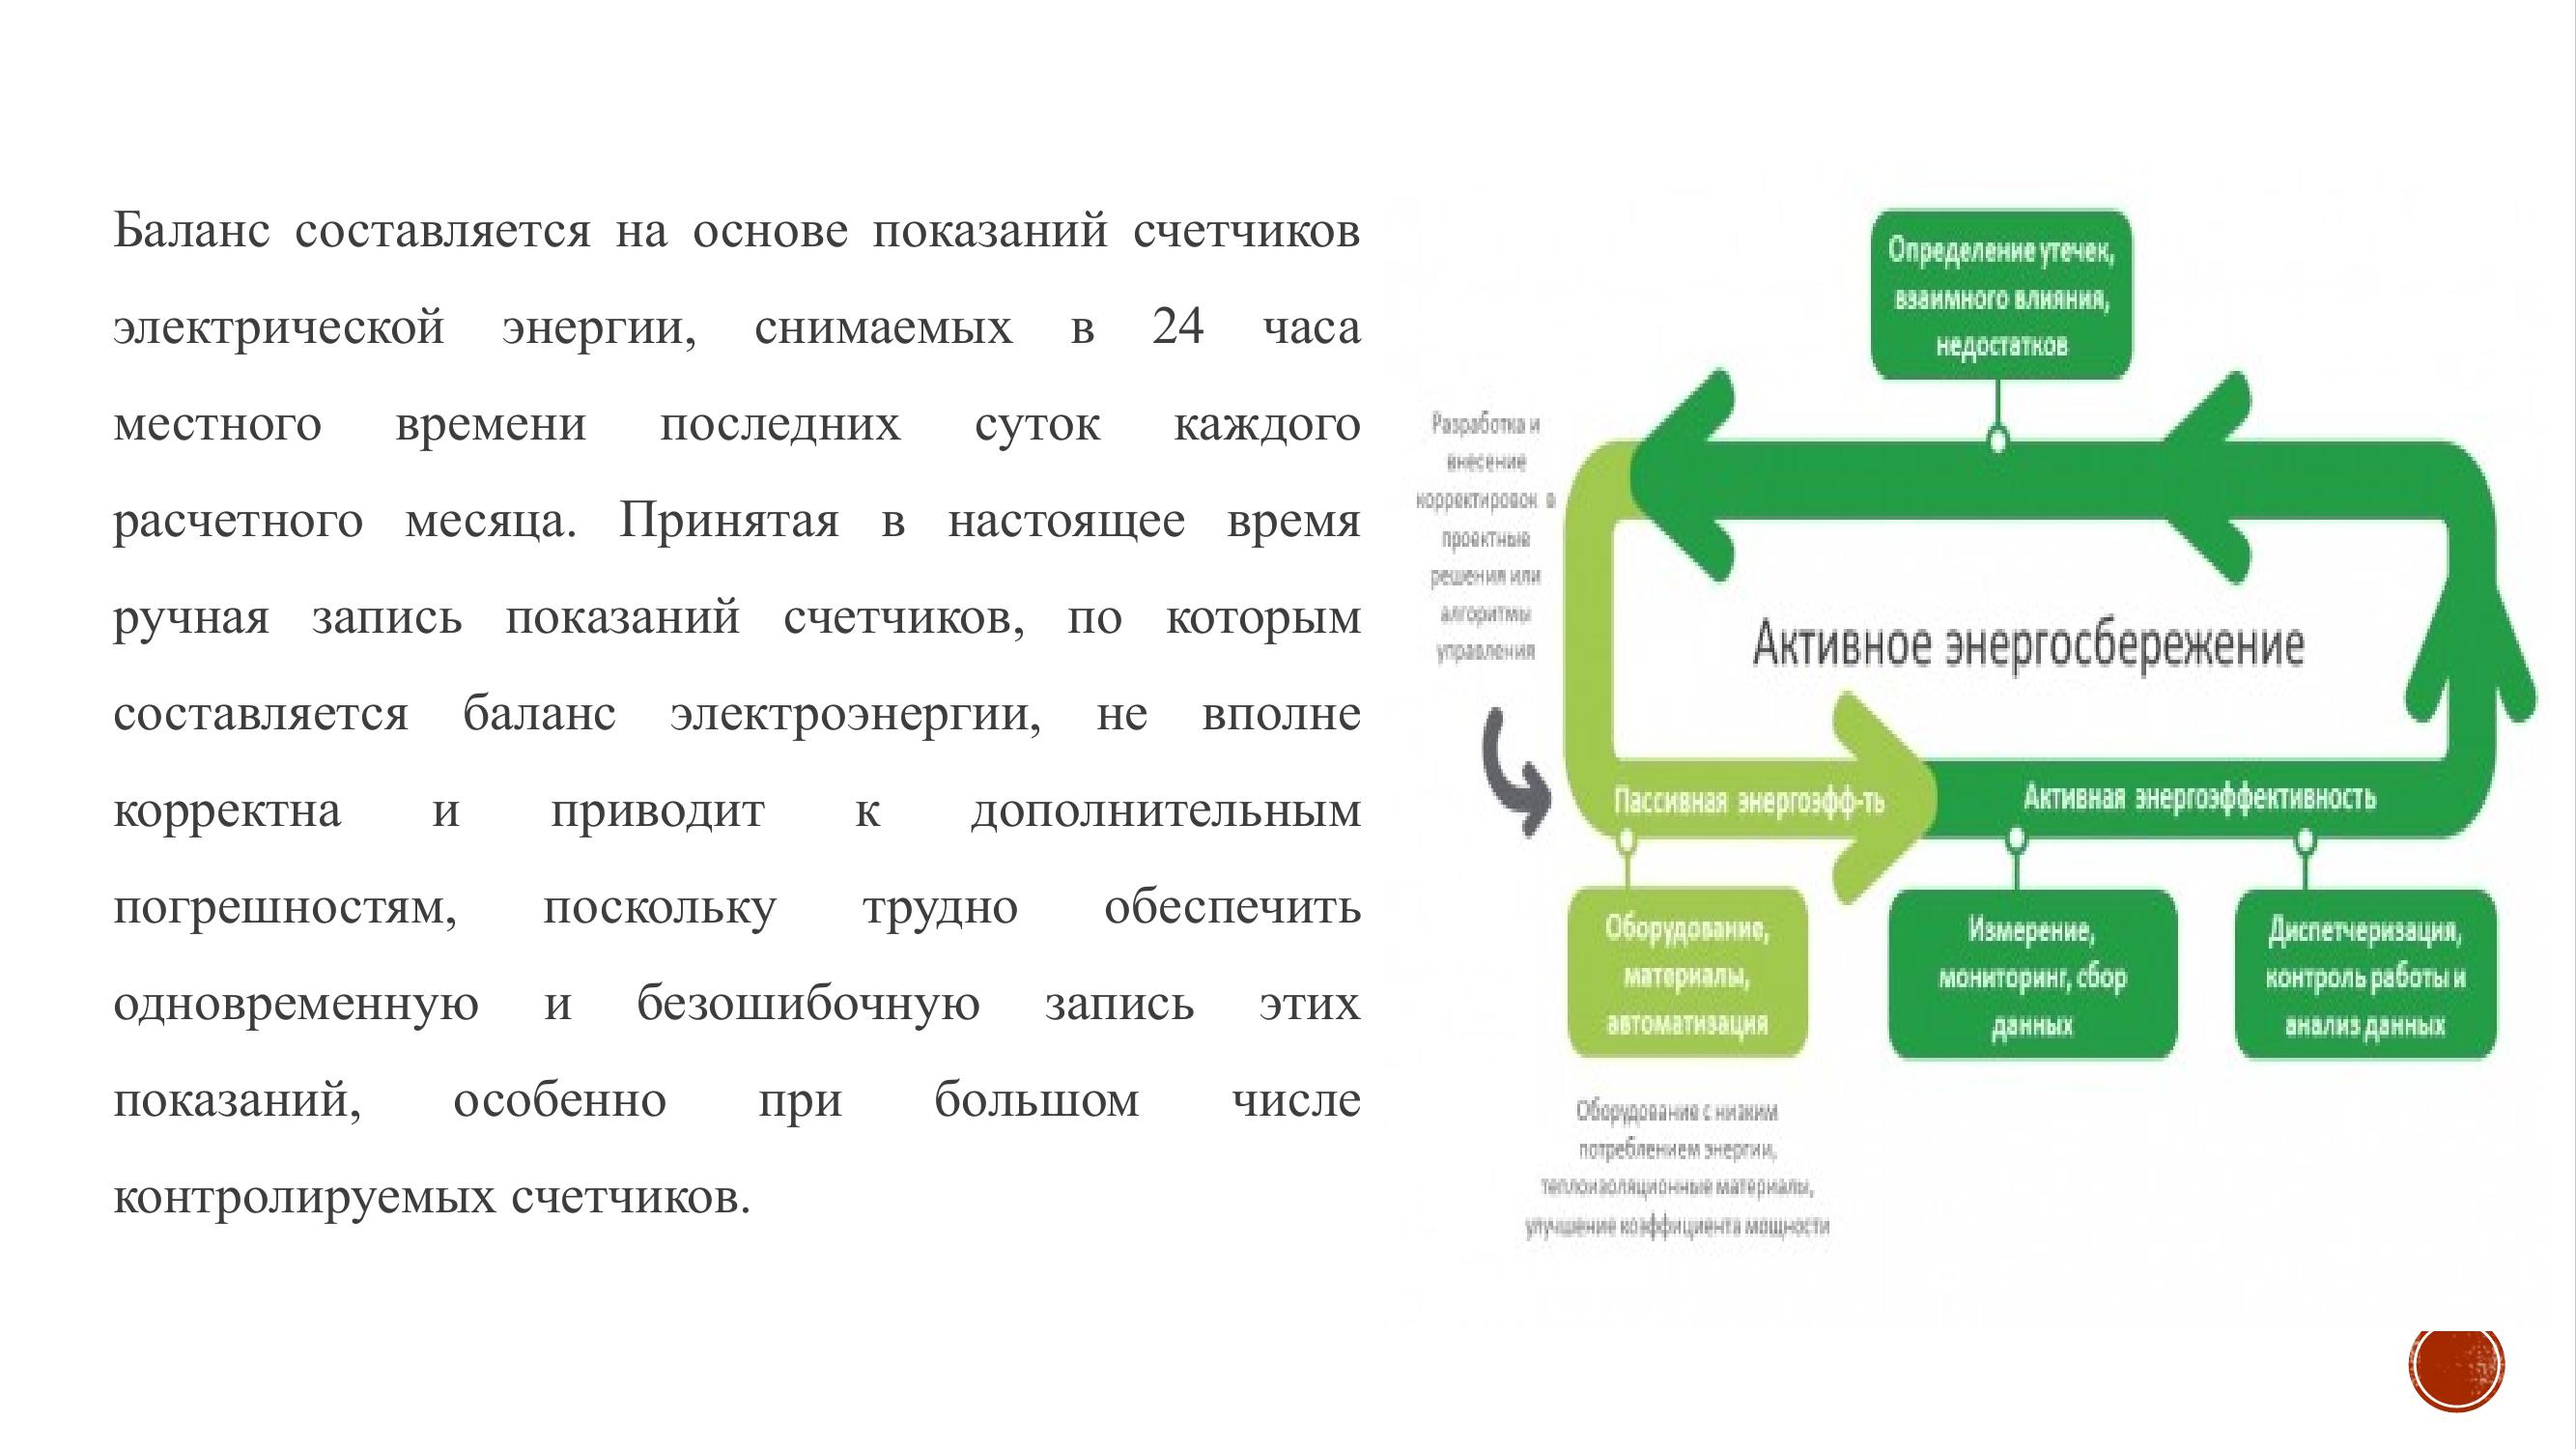 Баланс составляется на основе показаний счетчиков
электрической энергии, снимаемых в 24 часа
местного времени последних суток каждого
расчетного месяца. Принятая в настоящее время
ручная запись показаний счетчиков, по которым
составляется баланс электроэнергии, не вполне
корректна и приводит к дополнительным
погрешностям, поскольку трудно обеспечить
одновременную и безошибочную запись этих
показаний, особенно при большом числе
контролируемых счетчиков.
Определение утечек,
взаимного влияния,
недостатков
Разработка и
внесение
корректировок в
проектные
решения или
алгоритмы
управления
Активное энергосбережение
Пассивная энергоэфф-ть
Активная энергоэффективность
Оборудование,
материалы,
автоматизация
Измерение,
мониторинг, сбор
данных
Диспетчеризация,
контроль работы и
анализ данных
Оборудование с низким
потреблением энергии,
теплоизоляционные материалы,
улучшение коэффициента мощности